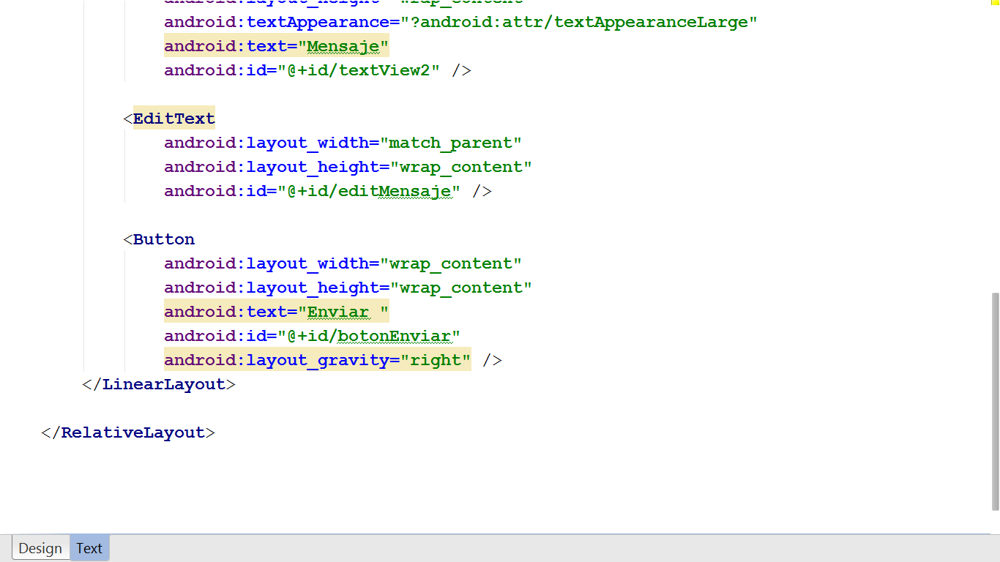 android:layout_height="wrap_content"
android:textAppearance="?android:attr/textAppearanceLarge"
android:text="Mensaje"
android:id="@+id/textView2" />
<EditText
android:layout_width="match_parent"
android:layout_height="wrap_content"
android:id="@+id/editMensaje" />
<Button
android:layout_width="wrap_content"
android:layout_height="wrap_content"
android:text="Enviar "
android:id="@+id/botonEnviar"
android:layout_gravity="right" />
</LinearLayout>
</RelativeLayout>
Design Text